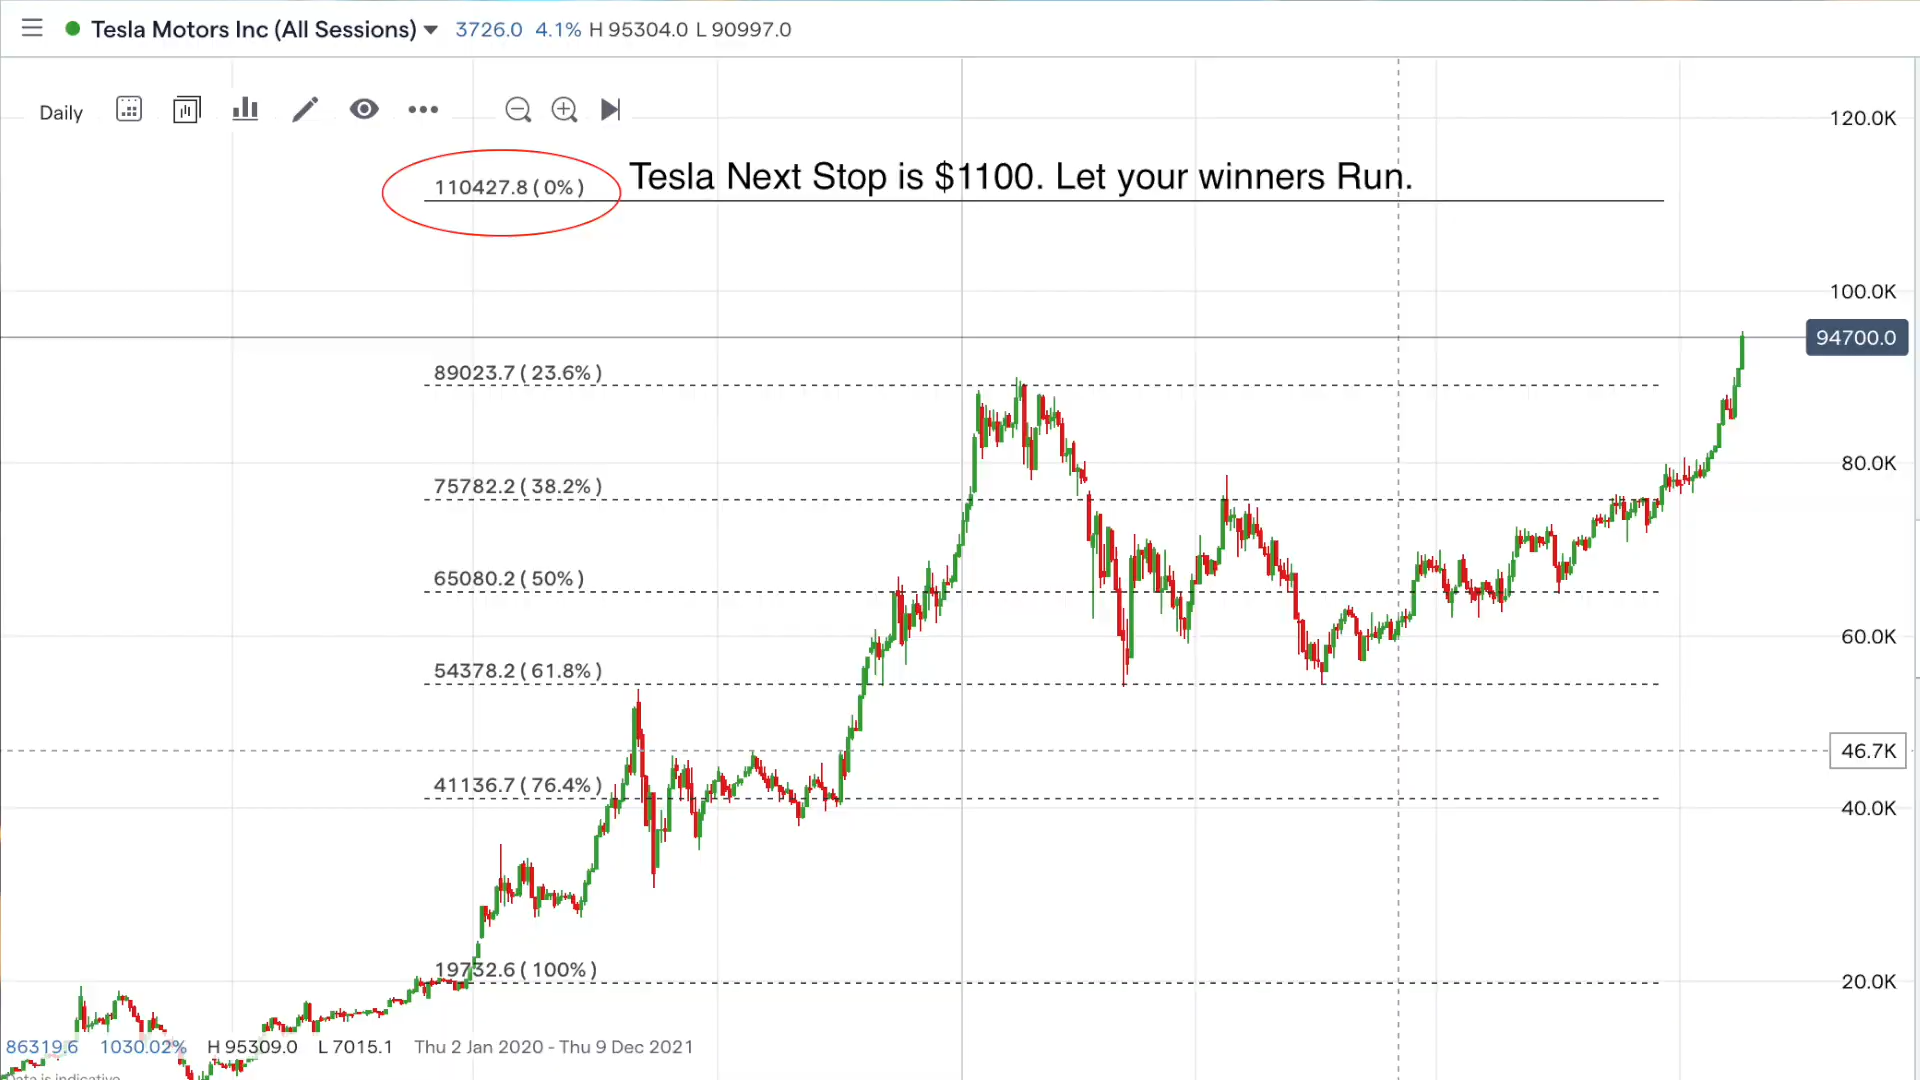 Tesla Motors Inc (All Sessions) 3726.0 4.1% H 95304.0 L 90997.0
Daily
120.0K
110427.8 ( 0% ) Tesla Next Stop is $1100. Let your winners Run.
100.0K
94700.0
89023.7 ( 23.6% )
80.0K
75782.2 ( 38.2% )
65080.2 ( 50% )
60.0K
54378.2 ( 61.8% )
46.7K
41136.7 ( 76.4% )
40.0K
19732.6 ( 100% )
20.0K
86319.6 1030.02% H 95309.0 L 7015.1 Thu 2 Jan 2020 - Thu 9 Dec 2021
Data is indicative